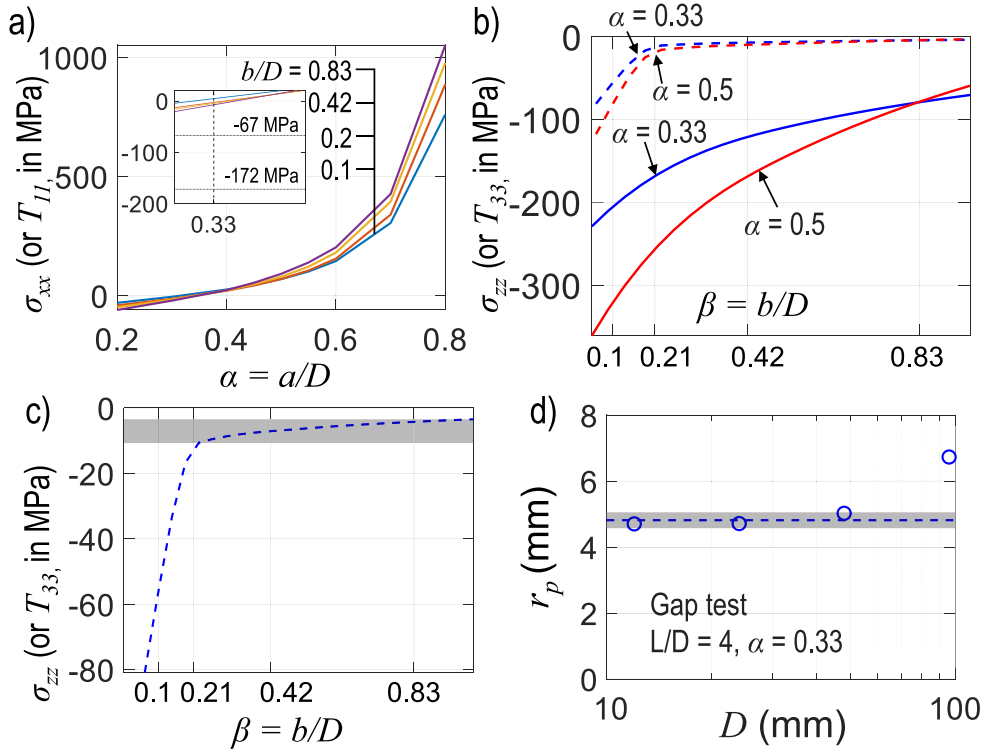 a)
1000
500
0
σxx (or T11, in MPa)
b/D = 0.83
0.42
0.2
0.1
0
-100
-200
-67 MPa
-172 MPa
0.33
0.2 0.4 0.6 0.8
α = a/D
b)
0
-100
-200
-300
σzz (or T33, in MPa)
α = 0.33
α = 0.5
α = 0.33
α = 0.5
β = b/D
0.1 0.21 0.42 0.83
c)
0
-20
-40
-60
-80
σzz (or T33, in MPa)
0.1 0.21 0.42 0.83
β = b/D
d)
8
6
4
2
0
rp (mm)
Gap test
L/D = 4, α = 0.33
10 100
D (mm)